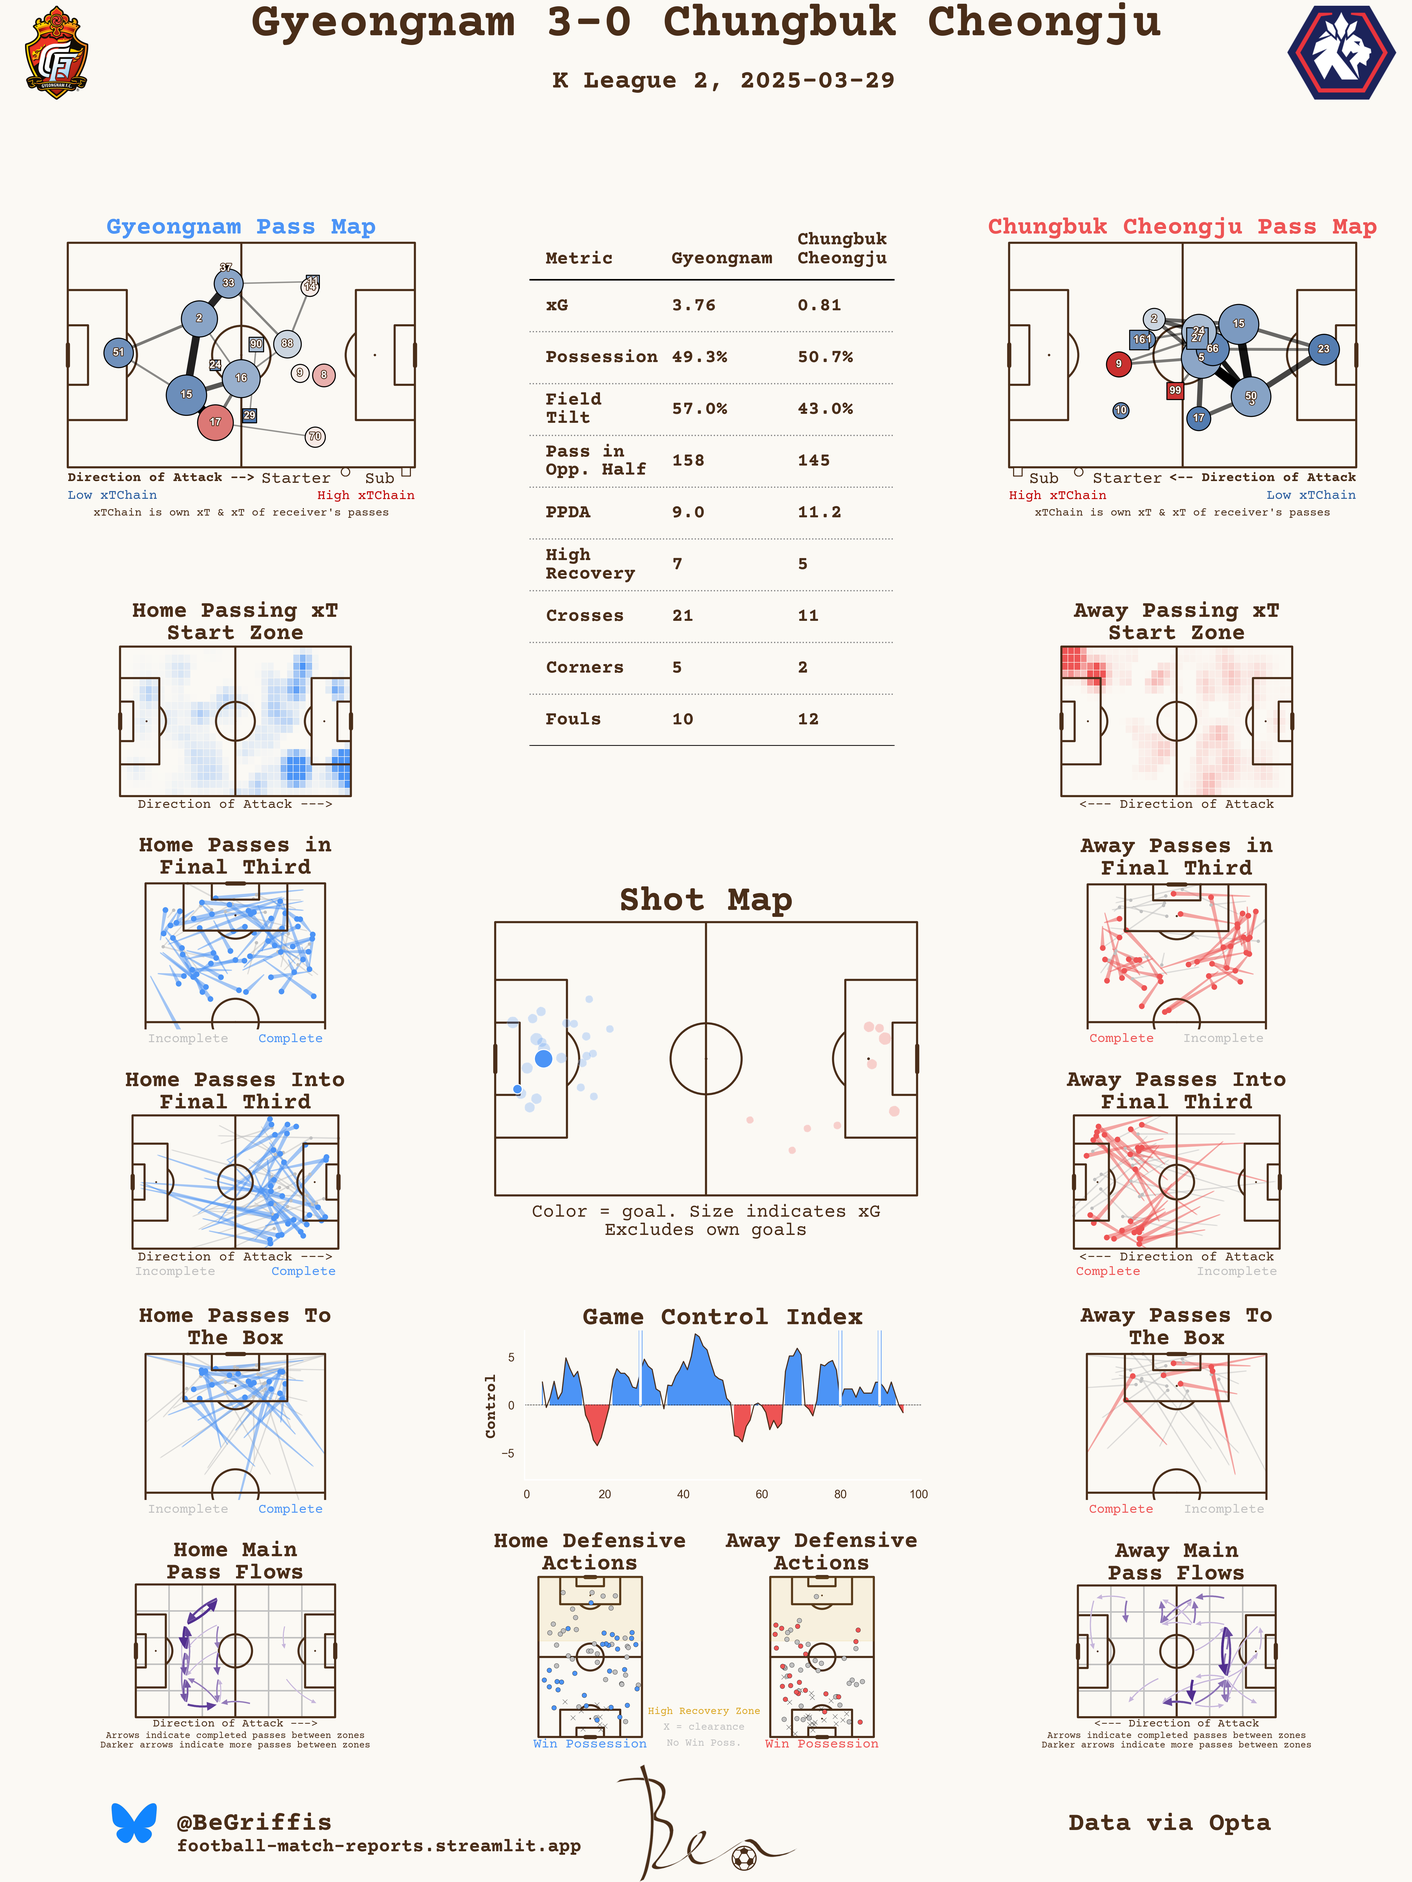 Gyeongnam 3-0 Chungbuk Cheongju
K League 2, 2025-03-29
Gyeongnam Pass Map
37
33
11
14
2
51
90
88
24
9
8
16
15
17
29
70
Direction of Attack --> Starter Sub
Low xTChain High xTChain
xTChain is own xT & xT of receiver's passes
Metric Gyeongnam Chungbuk
Cheongju
xG 3.76 0.81
Possession 49.3% 50.7%
Field
Tilt 57.0% 43.0%
Pass in
Opp. Half 158 145
PPDA 9.0 11.2
High
Recovery 7 5
Crosses 21 11
Corners 5 2
Fouls 10 12
Chungbuk Cheongju Pass Map
2
24
15
161
27
66
23
9
5
99
50
10
17
Sub Starter <-- Direction of Attack
High xTChain Low xTChain
xTChain is own xT & xT of receiver's passes
Home Passing xT
Start Zone
Direction of Attack --->
Away Passing xT
Start Zone
<--- Direction of Attack
Home Passes in
Final Third
Incomplete Complete
Away Passes in
Final Third
Complete Incomplete
Shot Map
Color = goal. Size indicates xG
Excludes own goals
Home Passes Into
Final Third
Direction of Attack --->
Incomplete Complete
Away Passes Into
Final Third
<--- Direction of Attack
Complete Incomplete
Home Passes To
The Box
Incomplete Complete
Game Control Index
Control
5
0
−5
0 20 40 60 80 100
Away Passes To
The Box
Complete Incomplete
Home Main
Pass Flows
Direction of Attack --->
Arrows indicate completed passes between zones
Darker arrows indicate more passes between zones
Home Defensive
Actions
Win Possession
High Recovery Zone
X = clearance
No Win Poss.
Away Defensive
Actions
Win Possession
Away Main
Pass Flows
<--- Direction of Attack
Arrows indicate completed passes between zones
Darker arrows indicate more passes between zones
@BeGriffis
football-match-reports.streamlit.app
Ben
Data via Opta